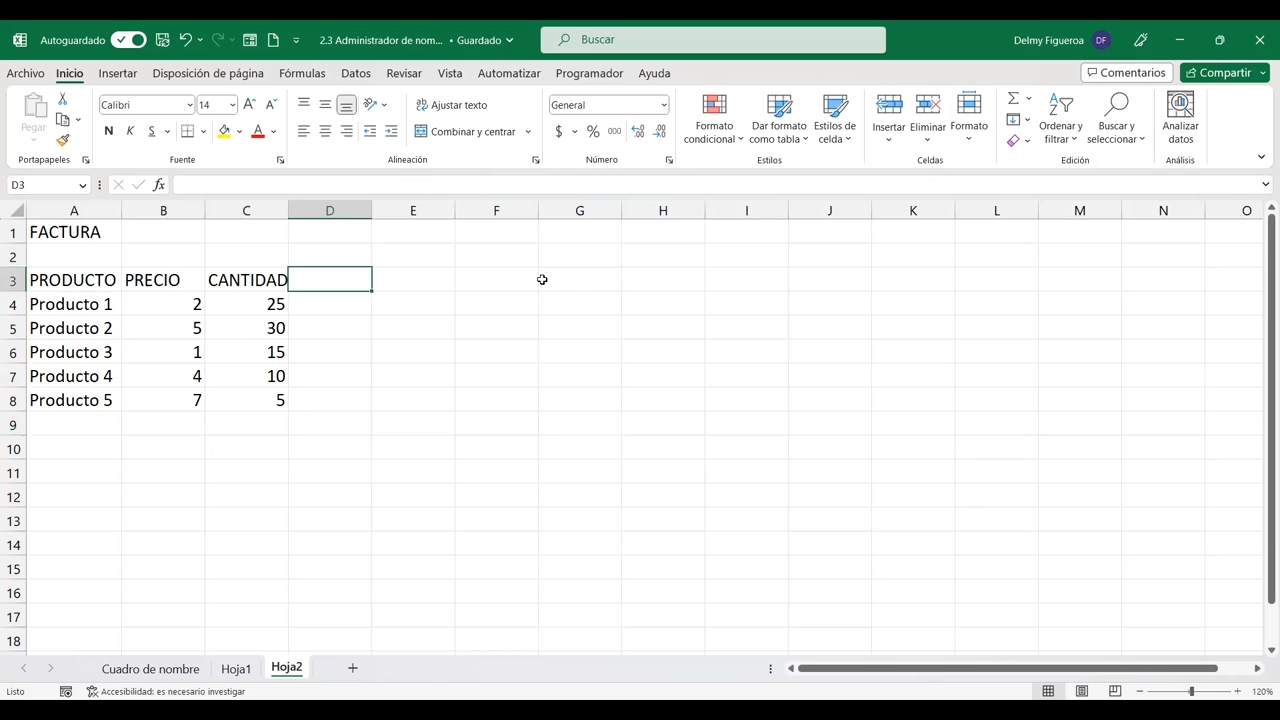 Autoguardado
2.3 Administrador de nom... • Guardado
Buscar
Delmy Figueroa DF
Archivo Inicio Insertar Disposición de página Fórmulas Datos Revisar Vista Automatizar Programador Ayuda Comentarios Compartir
Pegar
Calibri 14
N K S
Ajustar texto
Combinar y centrar
General
$ % 000
Formato condicional
Dar formato como tabla
Estilos de celda
Insertar
Eliminar
Formato
Ordenar y filtrar
Buscar y seleccionar
Analizar datos
Portapapeles Fuente Alineación Número Estilos Celdas Edición Análisis
D3 fx
A B C D E F G H I J K L M N O
1 FACTURA
2
3 PRODUCTO PRECIO CANTIDAD
4 Producto 1 2 25
5 Producto 2 5 30
6 Producto 3 1 15
7 Producto 4 4 10
8 Producto 5 7 5
9
10
11
12
13
14
15
16
17
18
Cuadro de nombre Hoja1 Hoja2
Listo Accesibilidad: es necesario investigar 120%